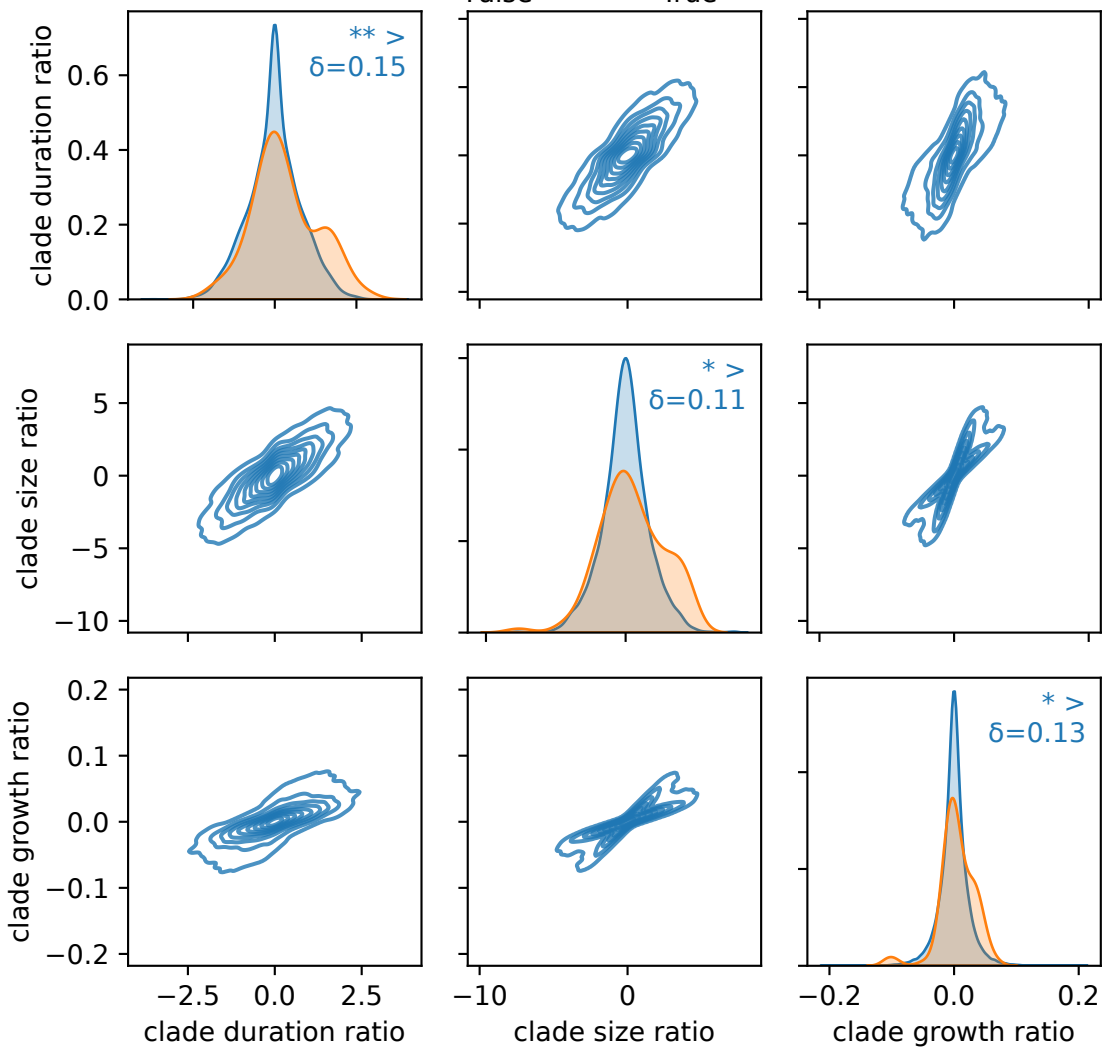 False True
clade duration ratio
0.6
0.4
0.2
0.0
** >
δ=0.15
clade size ratio
5
0
−5
−10
* >
δ=0.11
clade growth ratio
0.2
0.1
0.0
−0.1
−0.2
* >
δ=0.13
−2.5 0.0 2.5
−10 0
−0.2 0.0 0.2
clade duration ratio
clade size ratio
clade growth ratio